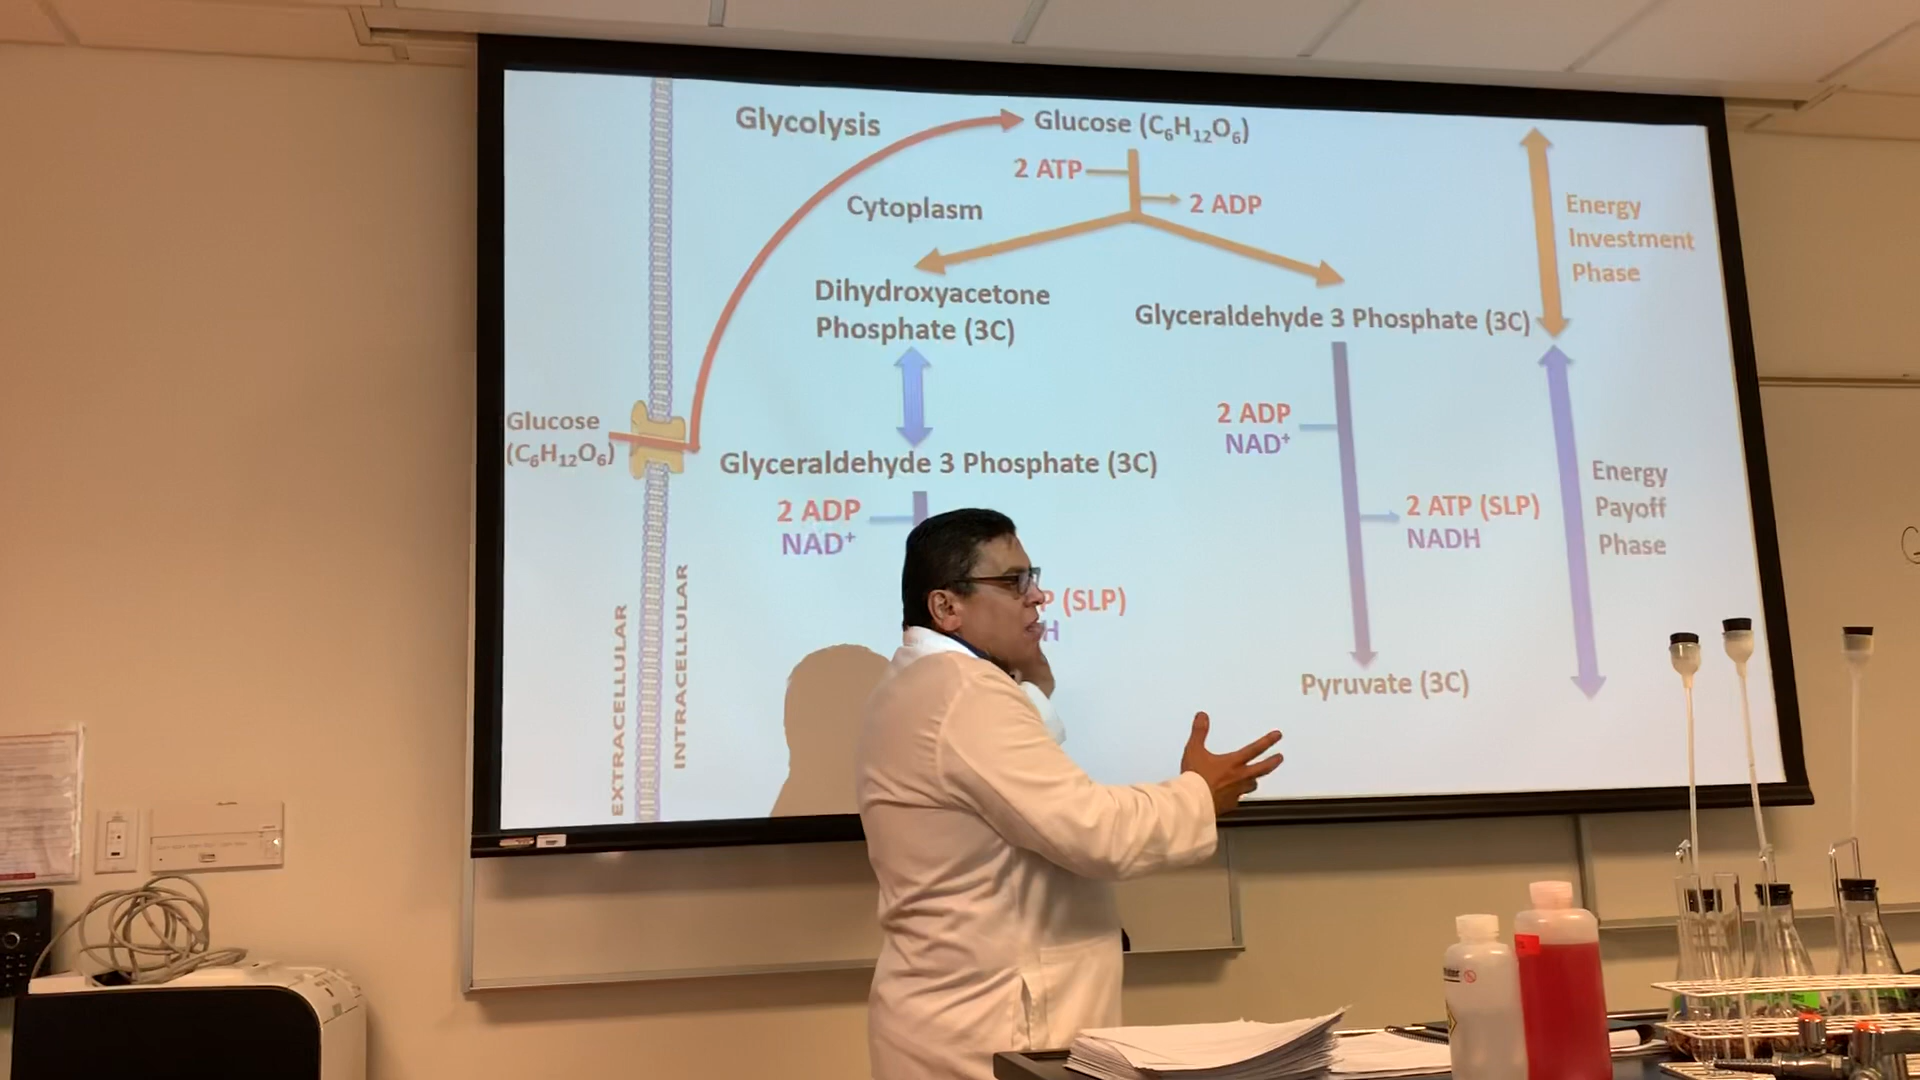 Glycolysis
Glucose (C₆H₁₂O₆)
2 ATP
2 ADP
Cytoplasm
Energy
Investment
Phase
Dihydroxyacetone
Phosphate (3C)
Glyceraldehyde 3 Phosphate (3C)
Glucose
(C₆H₁₂O₆)
Glyceraldehyde 3 Phosphate (3C)
2 ADP
NAD⁺
2 ADP
NAD⁺
2 ATP (SLP)
NADH
Energy
Payoff
Phase
P (SLP)
H
Pyruvate (3C)
EXTRACELLULAR
INTRACELLULAR